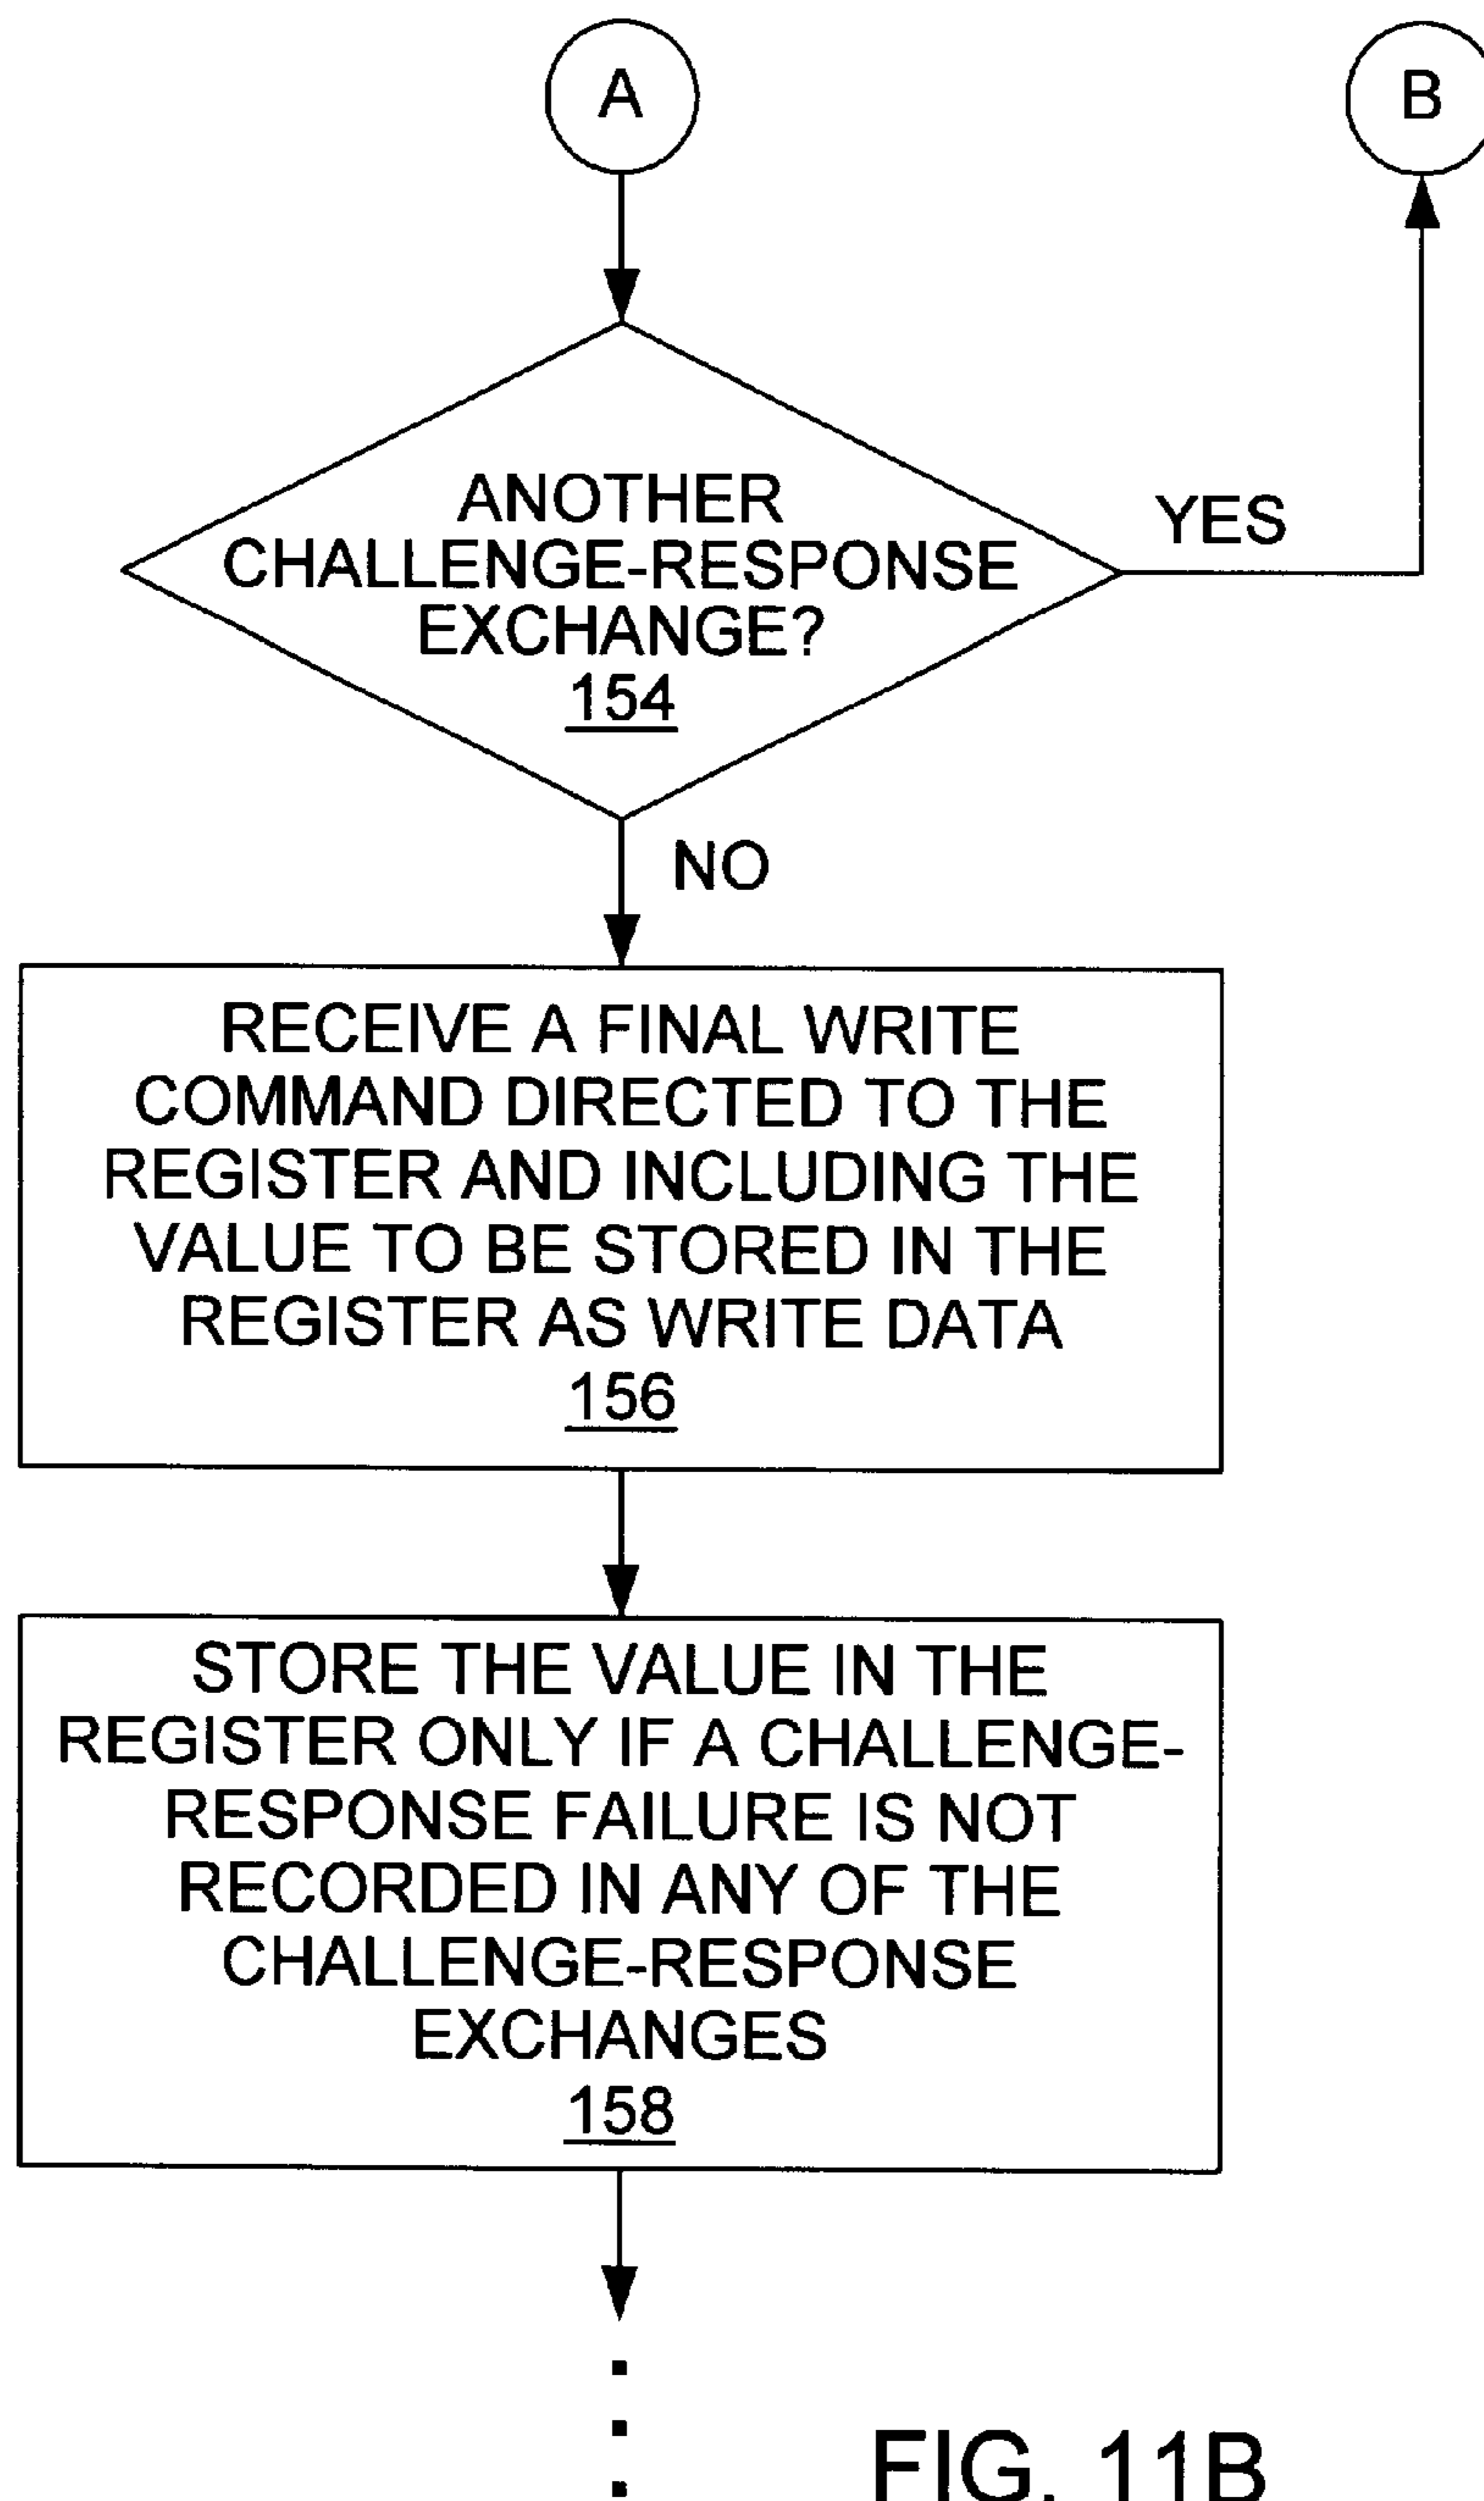 A
B
ANOTHER
CHALLENGE-RESPONSE
EXCHANGE?
154
YES
NO
RECEIVE A FINAL WRITE
COMMAND DIRECTED TO THE
REGISTER AND INCLUDING THE
VALUE TO BE STORED IN THE
REGISTER AS WRITE DATA
156
STORE THE VALUE IN THE
REGISTER ONLY IF A CHALLENGE-
RESPONSE FAILURE IS NOT
RECORDED IN ANY OF THE
CHALLENGE-RESPONSE
EXCHANGES
158
FIG. 11B